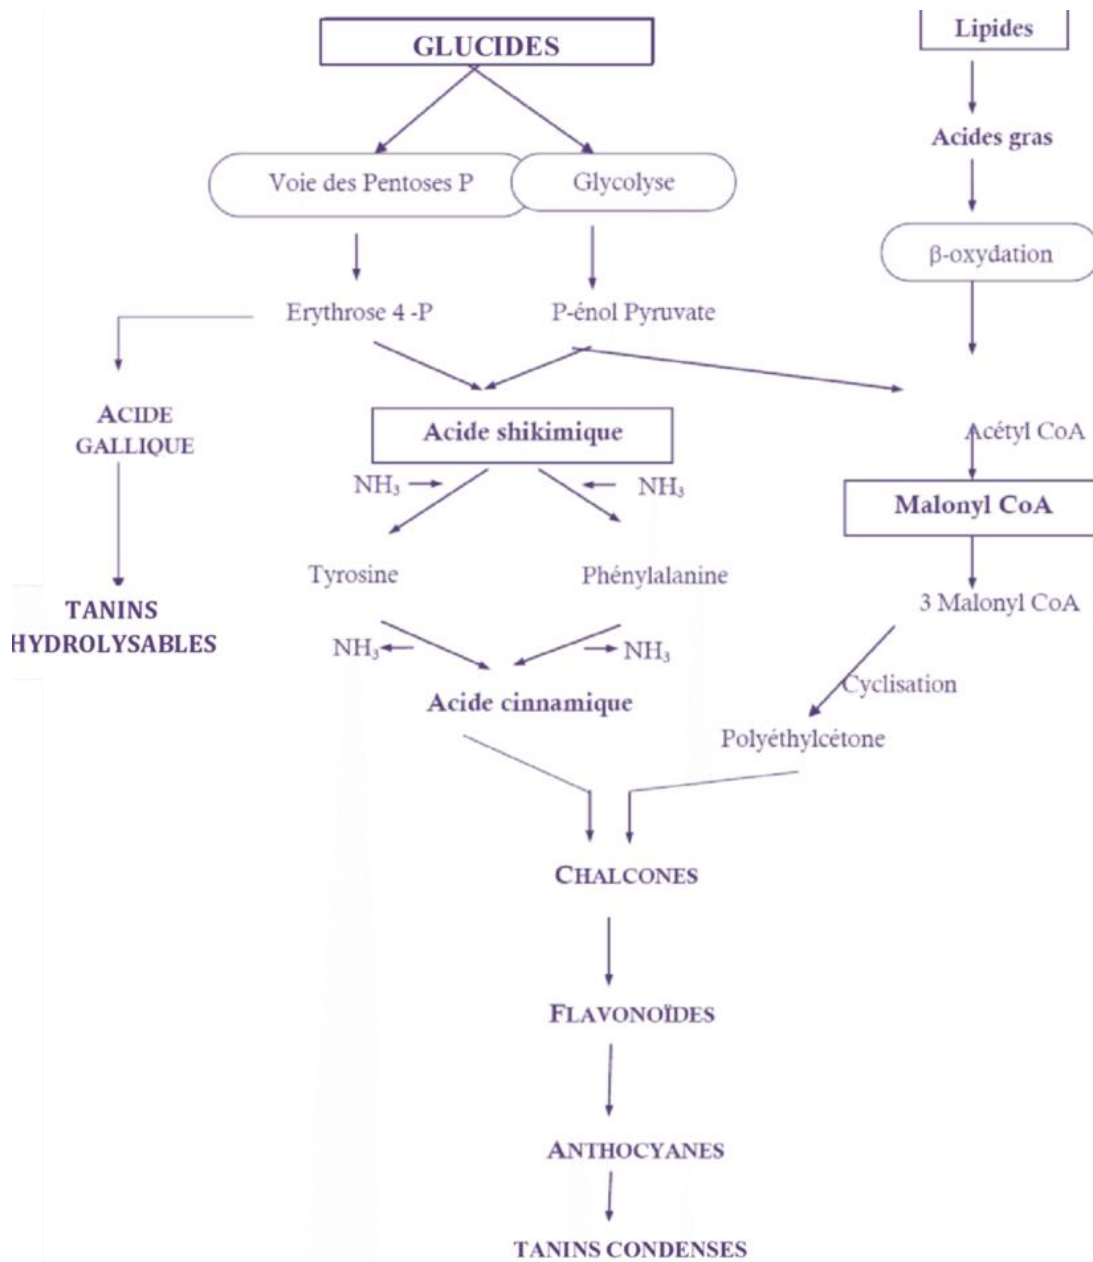 GLUCIDES
Lipides
Acides gras
Voie des Pentoses P
Glycolyse
β-oxydation
Erythrose 4 -P
P-énol Pyruvate
ACIDE
GALLIQUE
Acide shikimique
Acétyl CoA
NH₃
NH₃
Malonyl CoA
Tyrosine
Phénylalanine
3 Malonyl CoA
TANINS
HYDROLYSABLES
NH₃
NH₃
Cyclisation
Acide cinnamique
Polyéthylcétone
CHALCONES
FLAVONOÏDES
ANTHOCYANES
TANINS CONDENSES